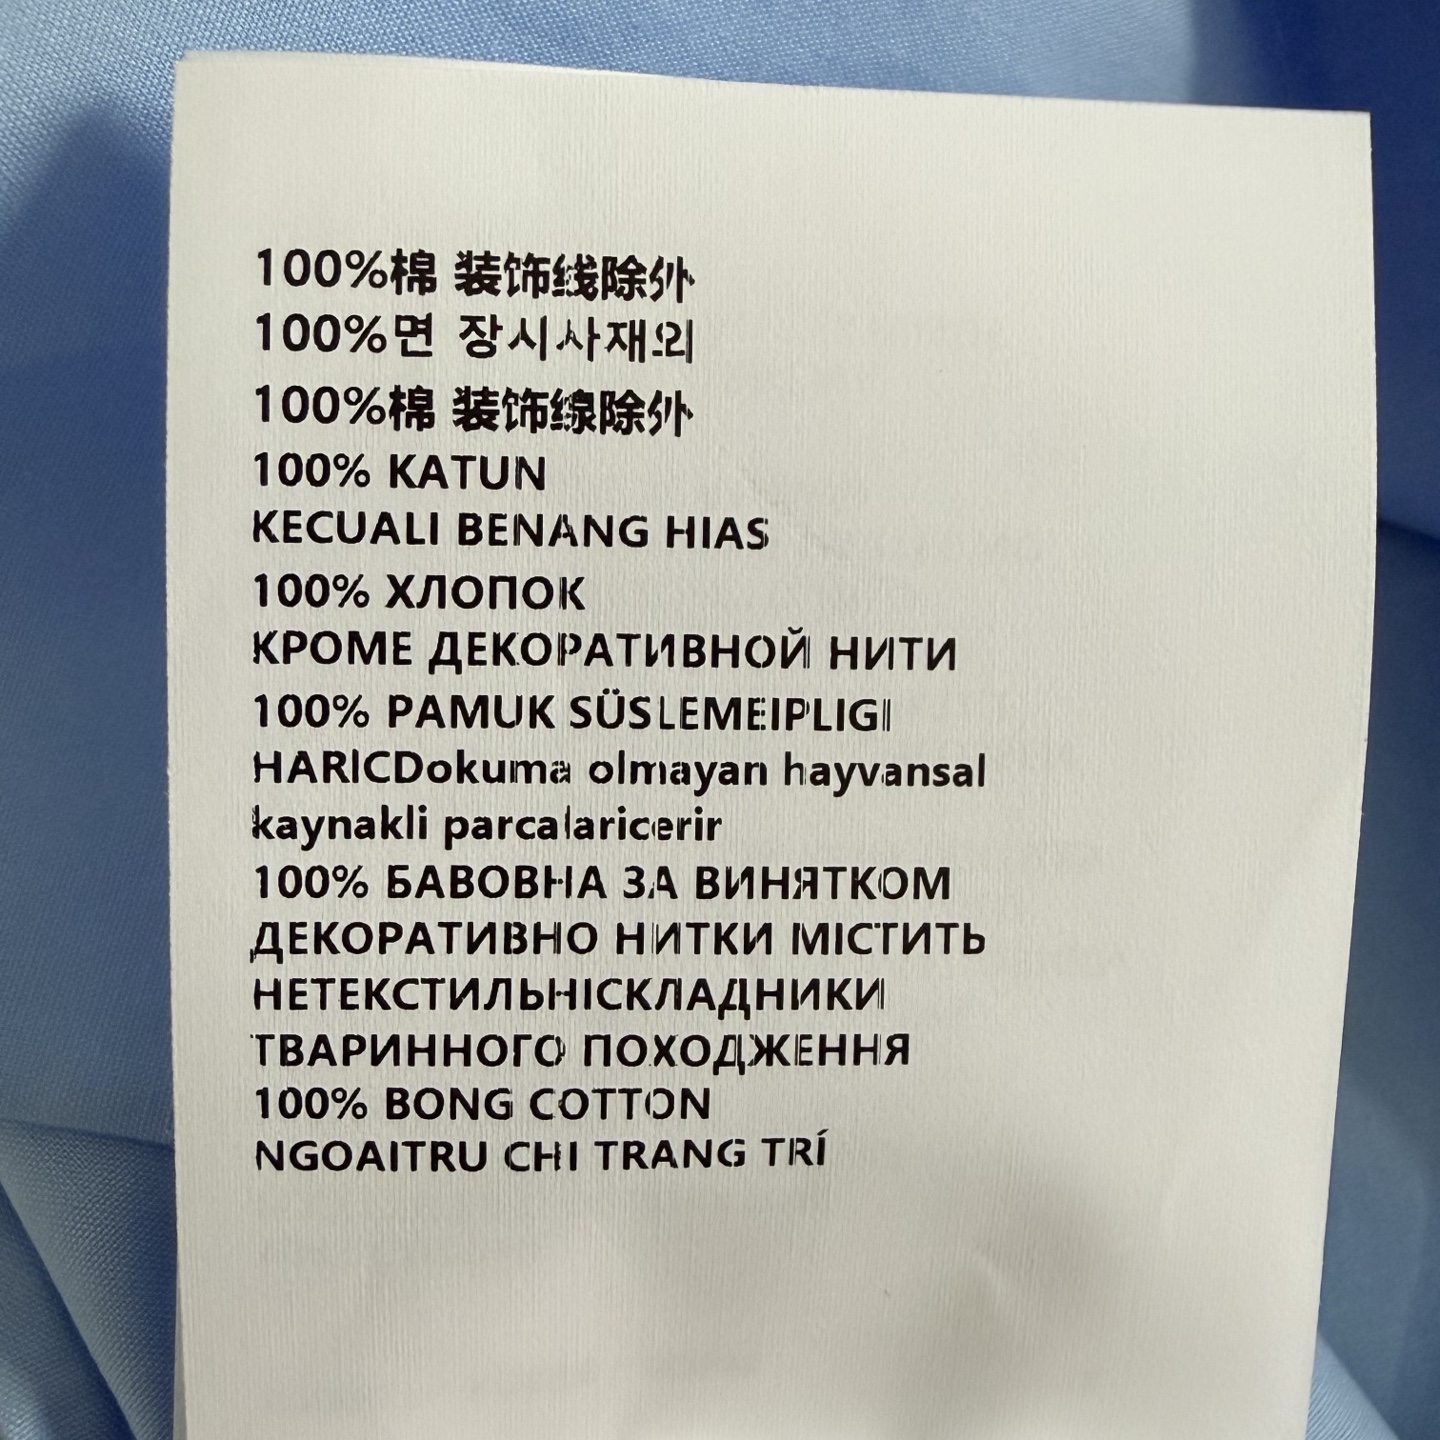 100%棉 装饰线除外
100%면 장시사재외
100%棉 装饰線除外
100% KATUN
KECUALI BENANG HIAS
100% ХЛОПОК
КРОМЕ ДЕКОРАТИВНОЙ НИТИ
100% PAMUK SÜSLEMEIPLIGI
HARICDokuma olmayan hayvansal
kaynakli parcalaricerir
100% БАВОВНА ЗА ВИНЯТКОМ
ДЕКОРАТИВНО НИТКИ МІСТИТЬ
НЕТЕКСТИЛЬНІСКЛАДНИКИ
ТВАРИННОГО ПОХОДЖЕННЯ
100% BONG COTTON
NGOAITRU CHI TRANG TRÍ